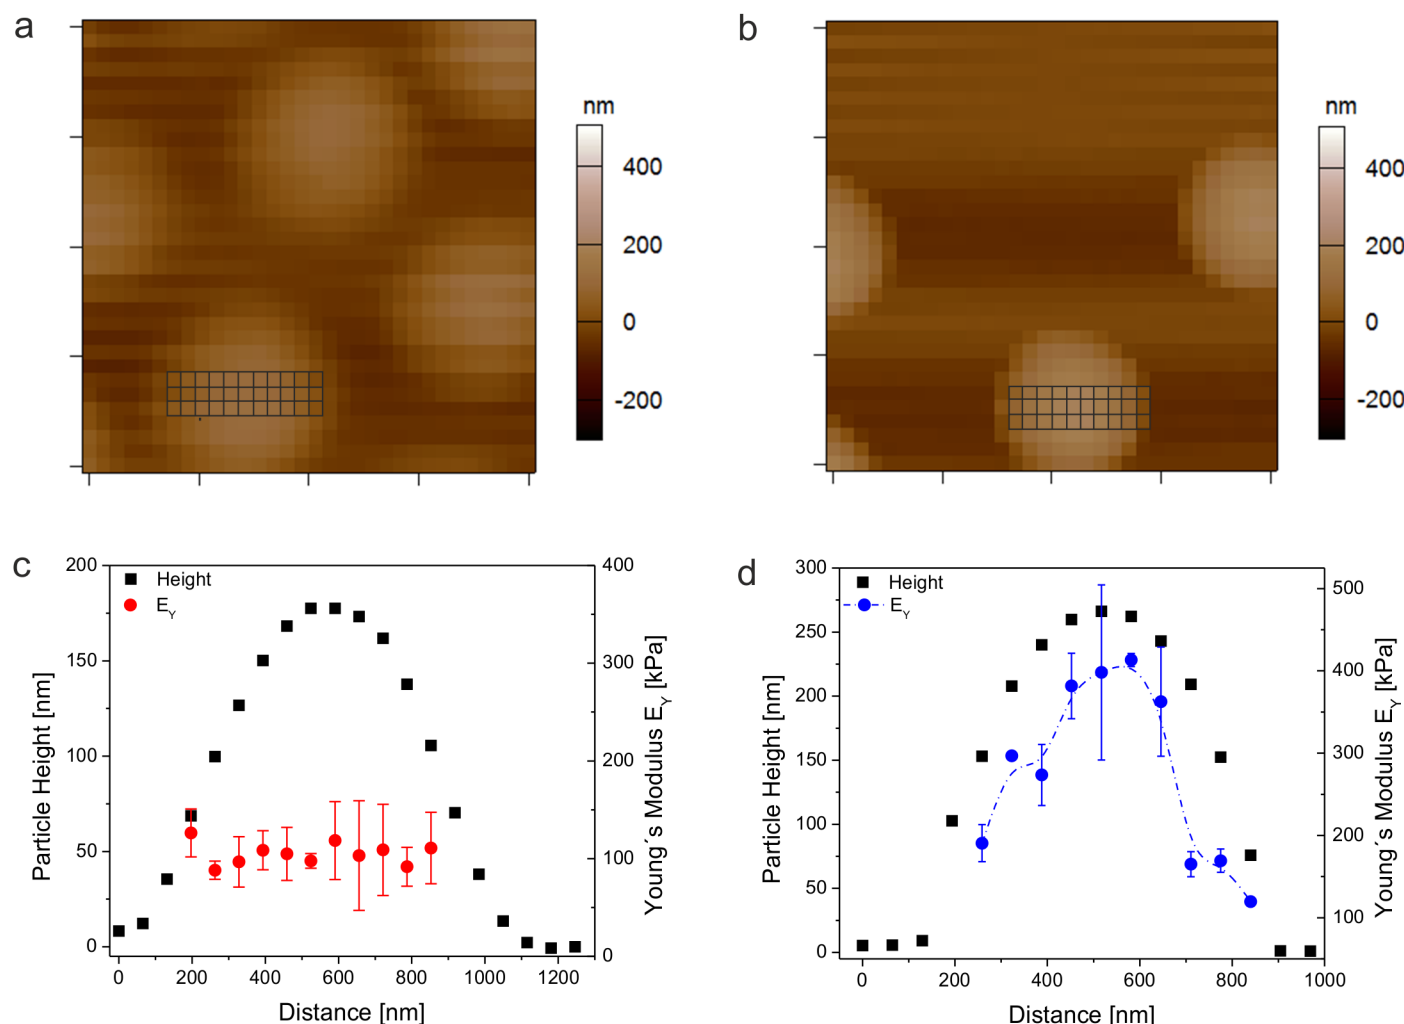 a
nm
400
200
0
-200
b
nm
400
200
0
-200
c
Height
E_Y
200
150
100
50
0
Particle Height [nm]
400
300
200
100
0
Young´s Modulus E_Y [kPa]
0 200 400 600 800 1000 1200
Distance [nm]
d
Height
E_Y
300
250
200
150
100
50
0
Particle Height [nm]
500
400
300
200
100
Young´s Modulus E_Y [kPa]
0 200 400 600 800 1000
Distance [nm]